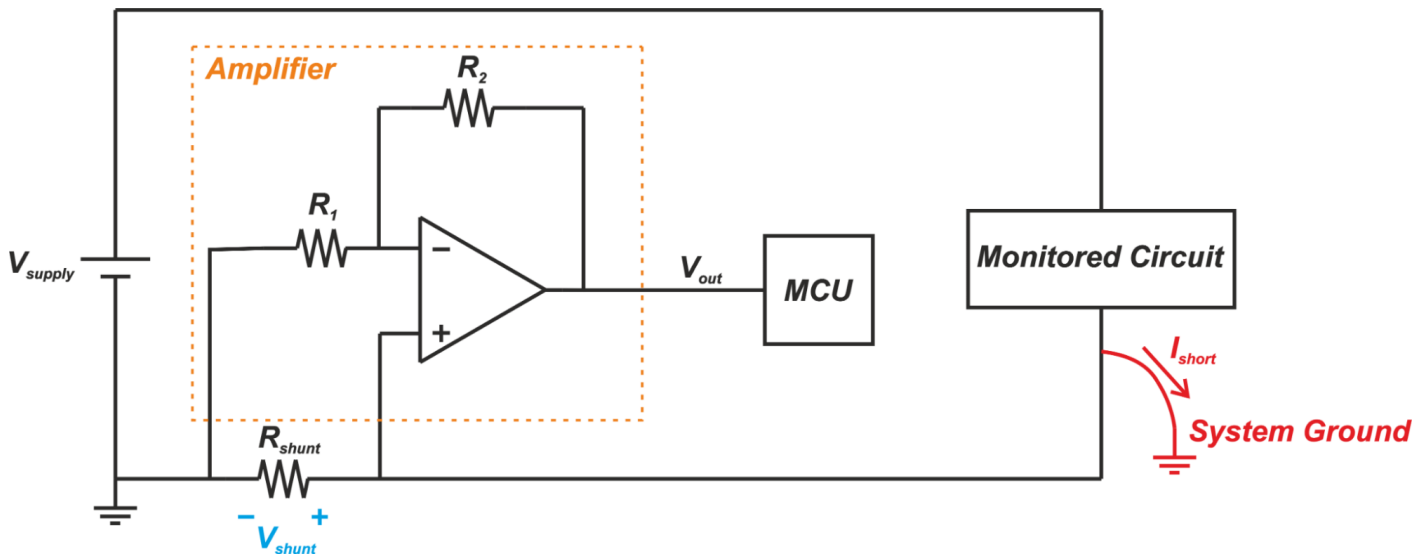 Amplifier
R2
R1
Vsupply
−
+
Vout
MCU
Monitored Circuit
Ishort
System Ground
Rshunt
− +
Vshunt